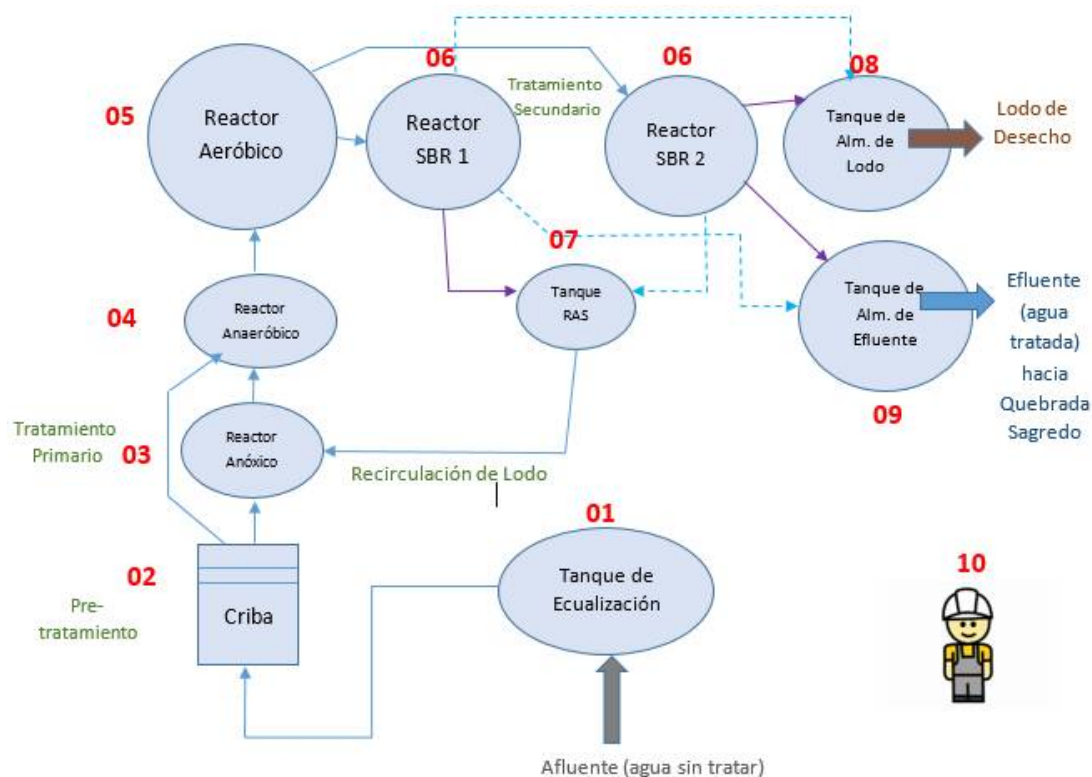 06
06
08
05
Reactor
Aeróbico
Reactor
SBR 1
Tratamiento
Secundario
Reactor
SBR 2
Tanque de
Alm. de
Lodo
Lodo de
Desecho
07
04
Reactor
Anaeróbico
Tanque
RAS
Tanque de
Alm. de
Efluente
Efluente
(agua
tratada)
hacia
Quebrada
Sagredo
09
Tratamiento
Primario
03
Reactor
Anóxico
Recirculación de Lodo
01
02
Pre-
tratamiento
Criba
Tanque de
Ecualización
10
Afluente (agua sin tratar)